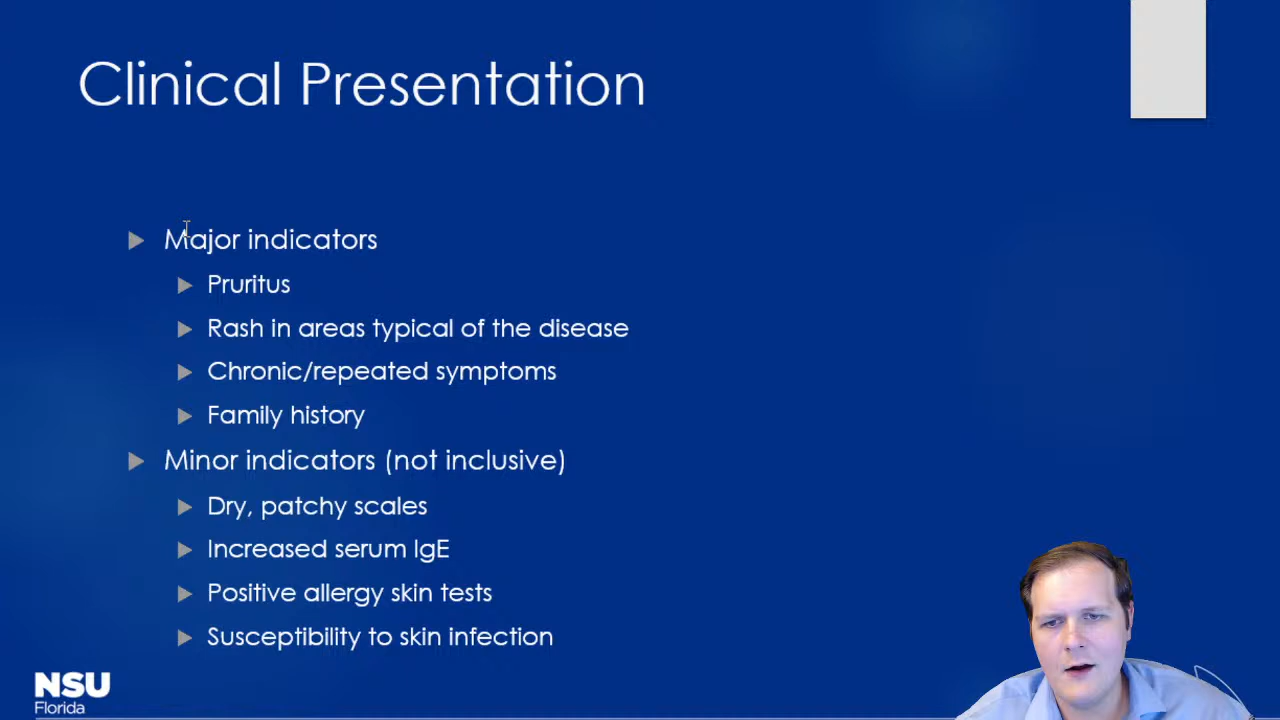 Clinical Presentation
Major indicators
Pruritus
Rash in areas typical of the disease
Chronic/repeated symptoms
Family history
Minor indicators (not inclusive)
Dry, patchy scales
Increased serum IgE
Positive allergy skin tests
Susceptibility to skin infection
NSU
Florida